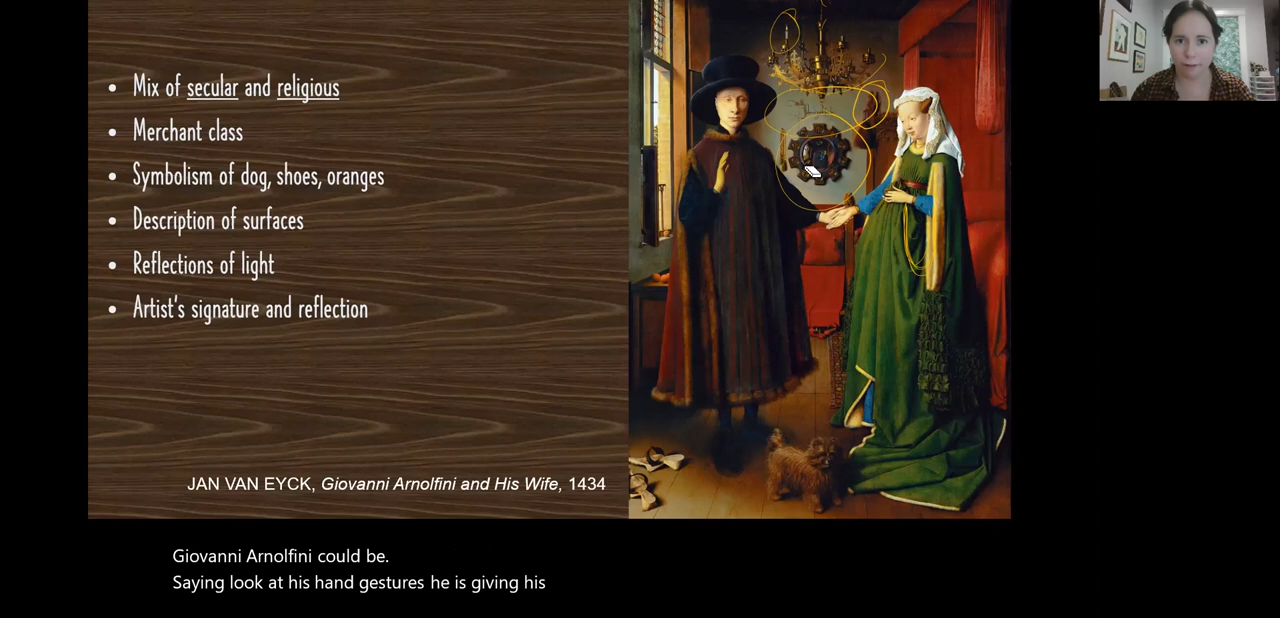 • Mix of secular and religious
• Merchant class
• Symbolism of dog, shoes, oranges
• Description of surfaces
• Reflections of light
• Artist's signature and reflection
JAN VAN EYCK, Giovanni Arnolfini and His Wife, 1434
Giovanni Arnolfini could be.
Saying look at his hand gestures he is giving his